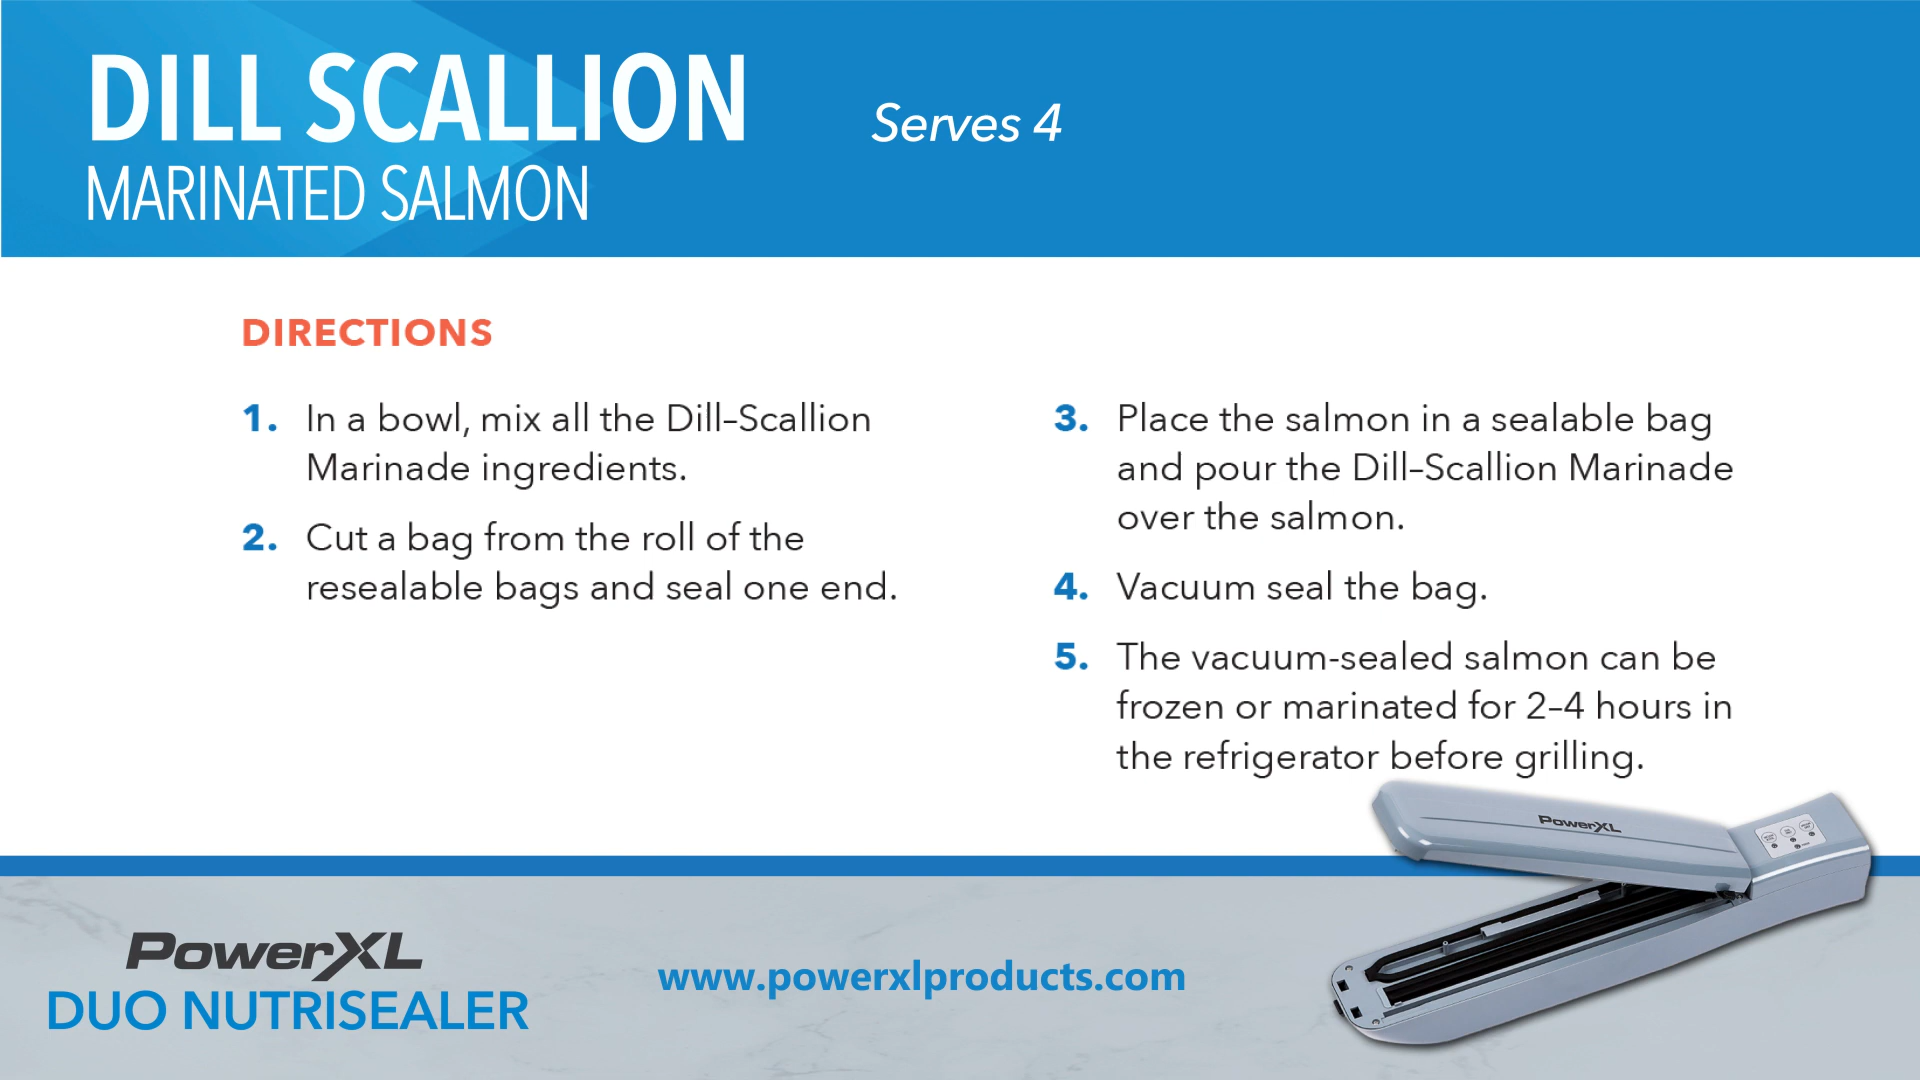 DILL SCALLION
MARINATED SALMON
Serves 4
DIRECTIONS
1. In a bowl, mix all the Dill–Scallion
Marinade ingredients.
2. Cut a bag from the roll of the
resealable bags and seal one end.
3. Place the salmon in a sealable bag
and pour the Dill–Scallion Marinade
over the salmon.
4. Vacuum seal the bag.
5. The vacuum-sealed salmon can be
frozen or marinated for 2–4 hours in
the refrigerator before grilling.
PowerXL
PowerXL
DUO NUTRISEALER
www.powerxlproducts.com